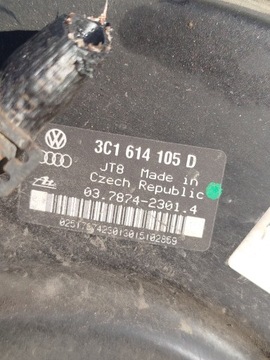 3C1 614 105 D
JT8 Made in
Czech Republic
03.7874-2301.4